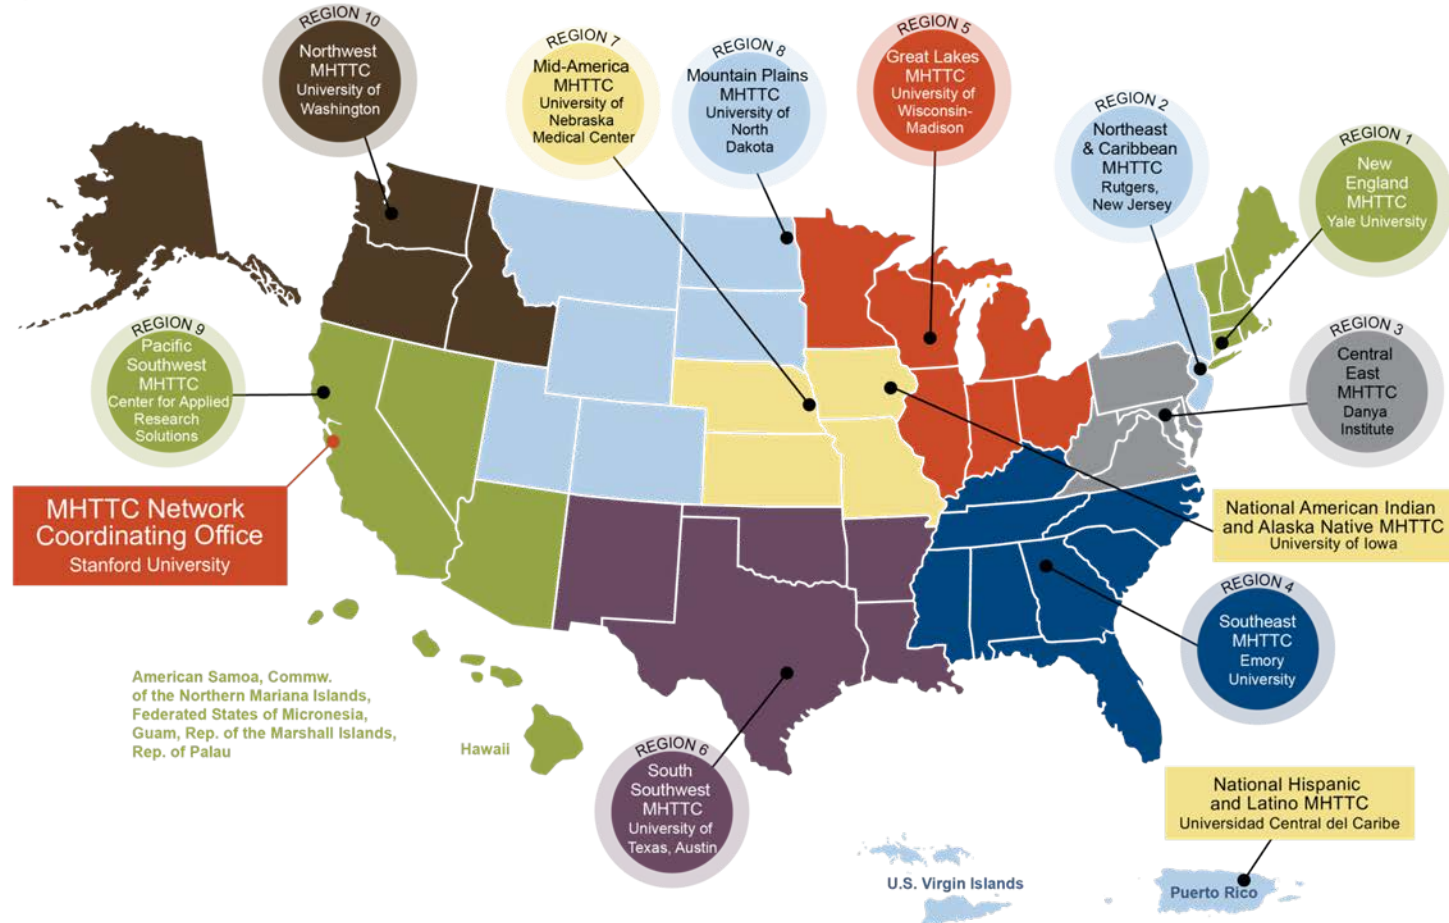 REGION 10
Northwest
MHTTC
University of
Washington
REGION 7
Mid-America
MHTTC
University of
Nebraska
Medical Center
REGION 8
Mountain Plains
MHTTC
University of
North
Dakota
REGION 5
Great Lakes
MHTTC
University of
Wisconsin-
Madison
REGION 2
Northeast
& Caribbean
MHTTC
Rutgers,
New Jersey
REGION 1
New
England
MHTTC
Yale University
REGION 9
Pacific
Southwest
MHTTC
Center for Applied
Research
Solutions
REGION 3
Central
East
MHTTC
Danya
Institute
MHTTC Network
Coordinating Office
Stanford University
National American Indian
and Alaska Native MHTTC
University of Iowa
REGION 4
Southeast
MHTTC
Emory
University
American Samoa, Commw.
of the Northern Mariana Islands,
Federated States of Micronesia,
Guam, Rep. of the Marshall Islands,
Rep. of Palau
Hawaii
REGION 6
South
Southwest
MHTTC
University of
Texas, Austin
National Hispanic
and Latino MHTTC
Universidad Central del Caribe
U.S. Virgin Islands
Puerto Rico